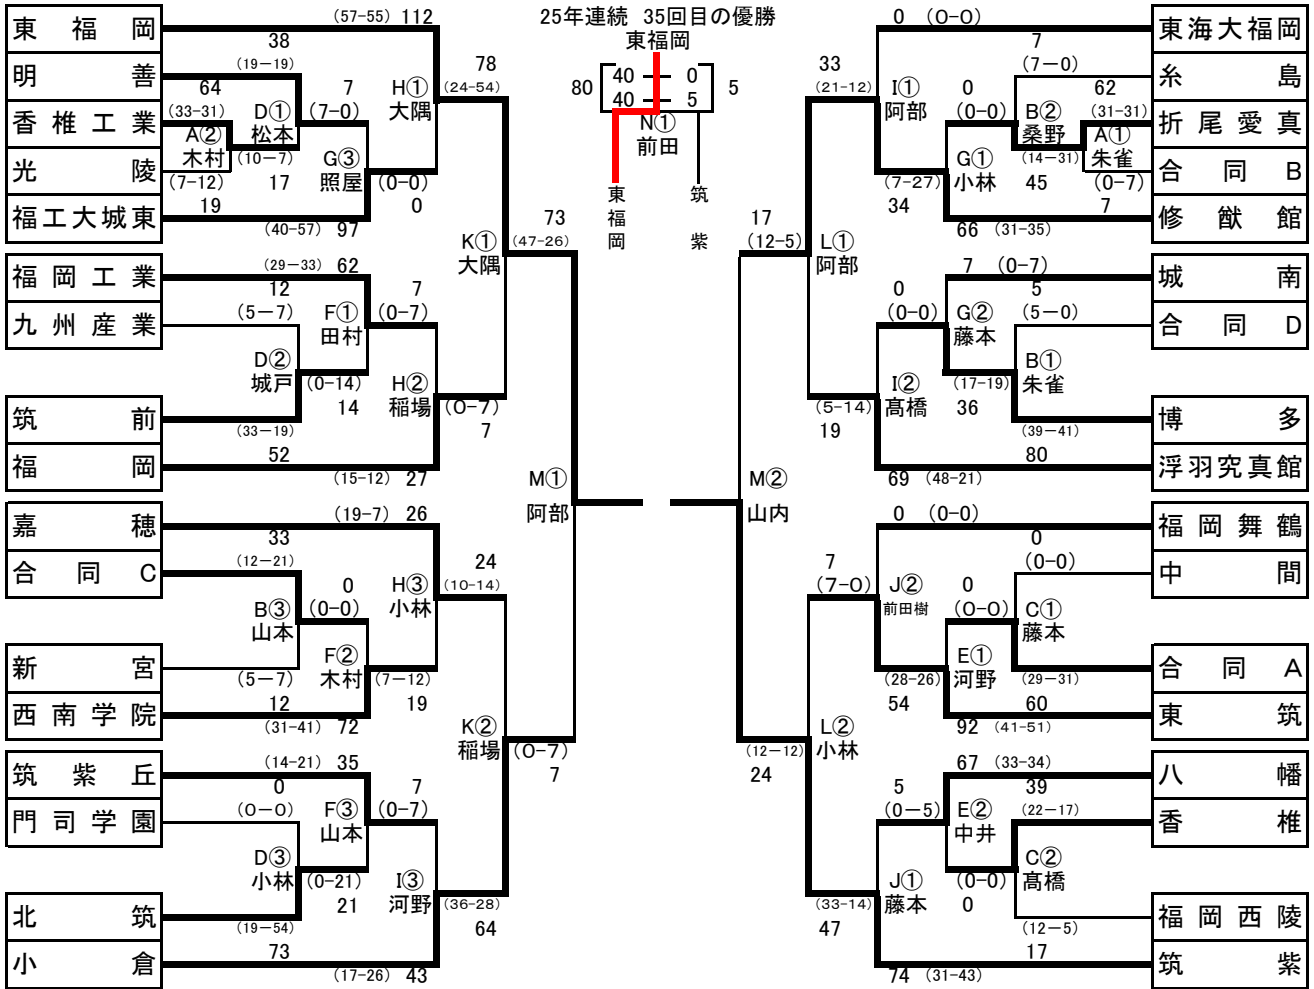 25年連続 35回目の優勝
東福岡
80
40
0
5
40
5
N①
前田
東福岡
筑紫
東福岡
(57-55) 112
38
明善
(19-19)
64
香椎工業
(33-31)
A②
木村
光陵
(7-12)
19
D①
松本
(10-7)
17
7
(7-0)
G③
照屋
(0-0)
0
福工大城東
(40-57) 97
H①
大隅
78
(24-54)
福岡工業
(29-33) 62
12
九州産業
(5-7)
D②
城戸
(0-14)
14
F①
田村
7
(0-7)
筑前
(33-19)
52
福岡
(15-12) 27
H②
稲場
(0-7)
7
K①
大隅
73
(47-26)
嘉穂
(19-7) 26
33
合同C
(12-21)
B③
山本
0
(0-0)
新宮
(5-7)
12
F②
木村
(7-12)
19
西南学院
(31-41) 72
H③
小林
24
(10-14)
筑紫丘
(14-21) 35
0
門司学園
(0-0)
D③
小林
(0-21)
21
F③
山本
7
(0-7)
北筑
(19-54)
73
小倉
(17-26) 43
I③
河野
(36-28)
64
K②
稲場
(0-7)
7
M①
阿部
M②
山内
17
(12-5)
L①
阿部
33
(21-12)
I①
阿部
0 (0-0)
東海大福岡
7
(7-0)
糸島
0
(0-0)
B②
桑野
(14-31)
45
62
(31-31)
折尾愛真
A①
朱雀
(0-7)
7
合同B
G①
小林
(7-27)
34
66 (31-35)
修猷館
7 (0-7)
城南
5
(5-0)
合同D
0
(0-0)
G②
藤本
(17-19)
36
B①
朱雀
(39-41)
博多
80
I②
髙橋
(5-14)
19
69 (48-21)
浮羽究真館
0 (0-0)
福岡舞鶴
0
(0-0)
中間
7
(7-0)
J②
前田樹
0
(0-0)
C①
藤本
E①
河野
(29-31)
合同A
60
(28-26)
54
92 (41-51)
東筑
L②
小林
(12-12)
24
67 (33-34)
八幡
39
(22-17)
香椎
5
(0-5)
E②
中井
(0-0)
0
C②
髙橋
(12-5)
福岡西陵
17
J①
藤本
(33-14)
47
74 (31-43)
筑紫